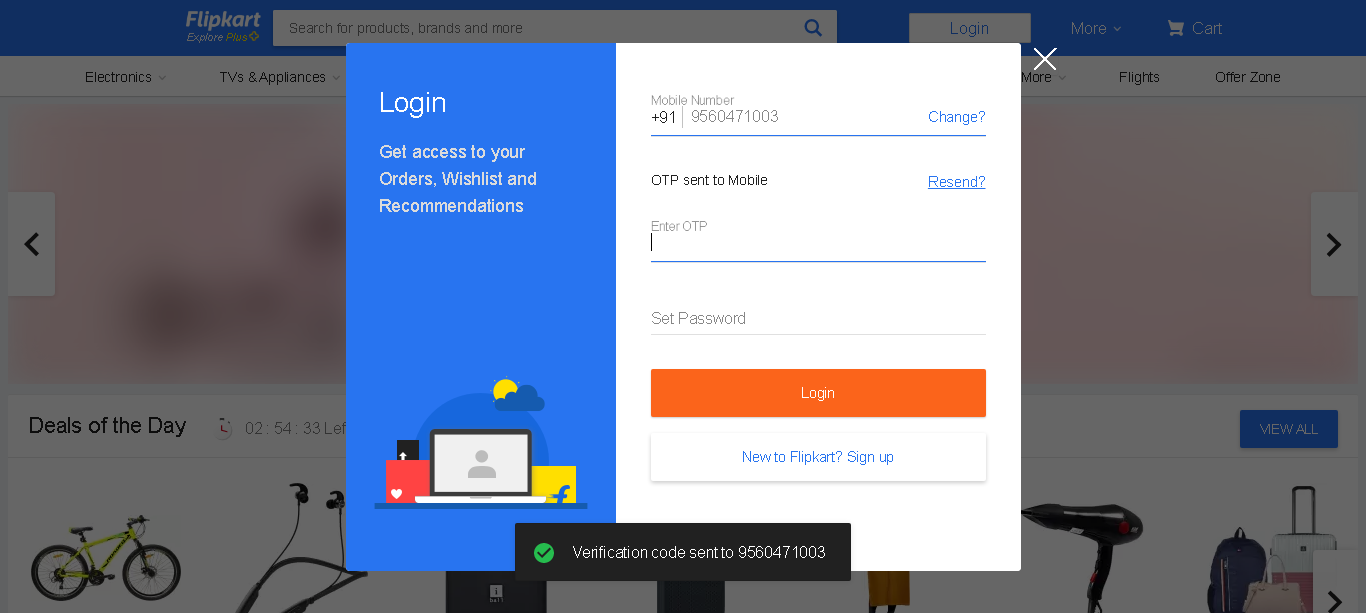 Flipkart
Explore Plus
Search for products, brands and more
Login
More
Cart
Electronics
TVs & Appliances
More
Flights
Offer Zone
Login
Get access to your
Orders, Wishlist and
Recommendations
Mobile Number
+91 9560471003
Change?
OTP sent to Mobile
Resend?
Enter OTP
Set Password
Login
New to Flipkart? Sign up
Deals of the Day
02 : 54 : 33 Lef
VIEW ALL
Verification code sent to 9560471003
iball